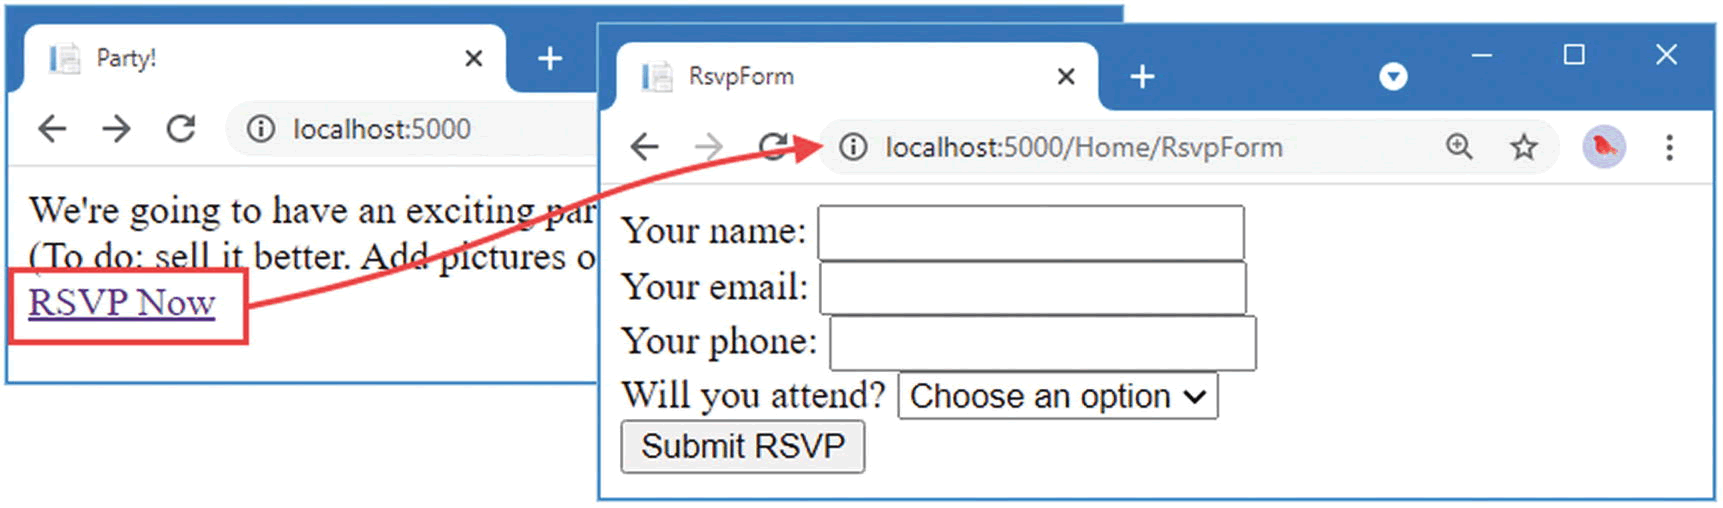 Party!
localhost:5000
We're going to have an exciting par
(To do: sell it better. Add pictures o
RSVP Now
RsvpForm
localhost:5000/Home/RsvpForm
Your name:
Your email:
Your phone:
Will you attend? Choose an option
Submit RSVP